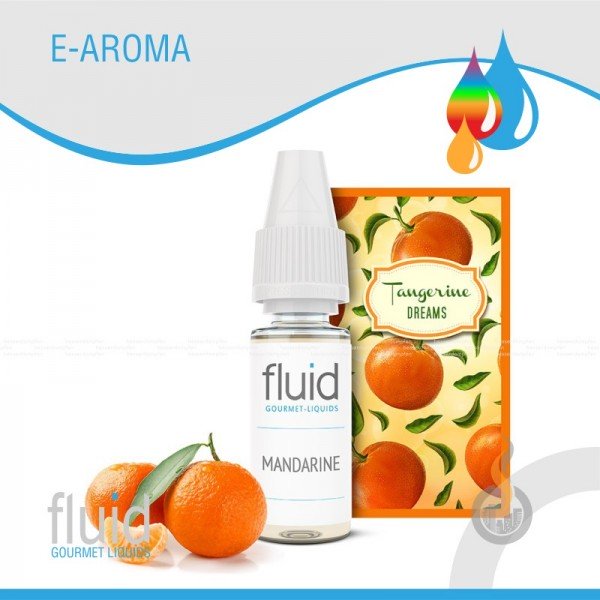 E-AROMA
Tangerine
DREAMS
fluid
GOURMET-LIQUIDS
MANDARINE
fluid
GOURMET LIQUIDS